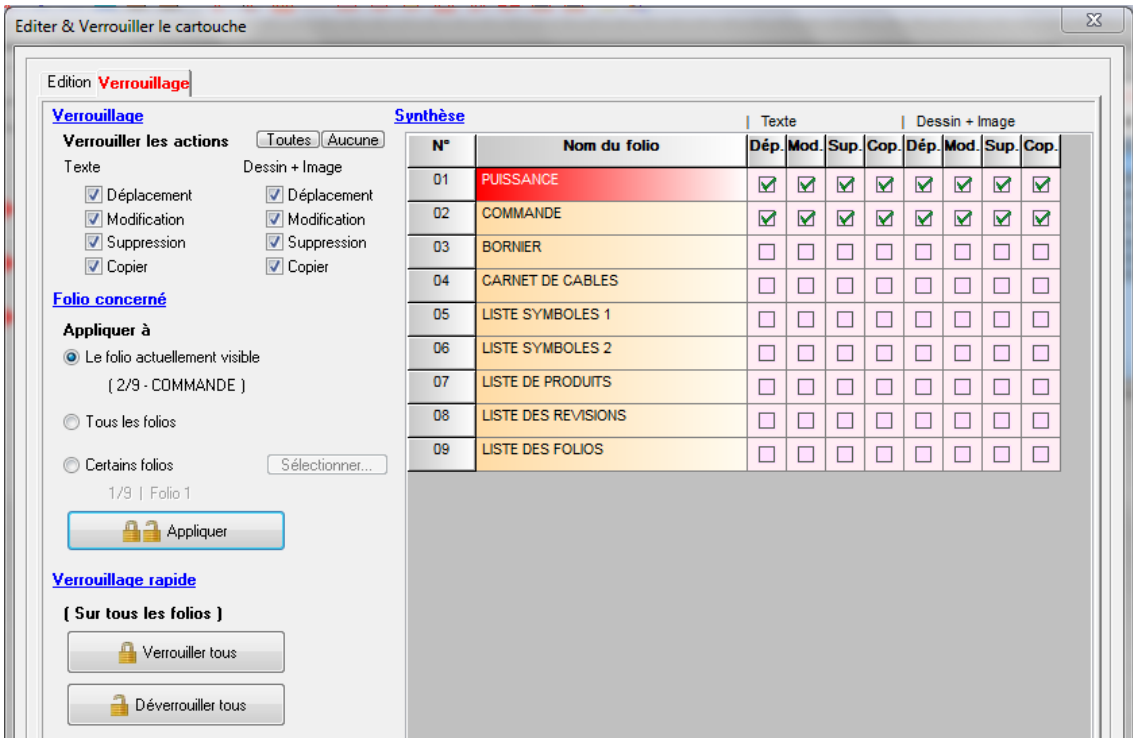 Editer & Verrouiller le cartouche
Edition Verrouillage
Verrouillage
Verrouiller les actions Toutes Aucune
Texte Dessin + Image
Déplacement Déplacement
Modification Modification
Suppression Suppression
Copier Copier
Folio concerné
Appliquer à
Le folio actuellement visible
( 2/9 - COMMANDE )
Tous les folios
Certains folios Sélectionner...
1/9 | Folio 1
Appliquer
Verrouillage rapide
( Sur tous les folios )
Verrouiller tous
Déverrouiller tous
Synthèse
| Texte | Dessin + Image
N° Nom du folio Dép. Mod. Sup. Cop. Dép. Mod. Sup. Cop.
01 PUISSANCE
02 COMMANDE
03 BORNIER
04 CARNET DE CABLES
05 LISTE SYMBOLES 1
06 LISTE SYMBOLES 2
07 LISTE DE PRODUITS
08 LISTE DES REVISIONS
09 LISTE DES FOLIOS